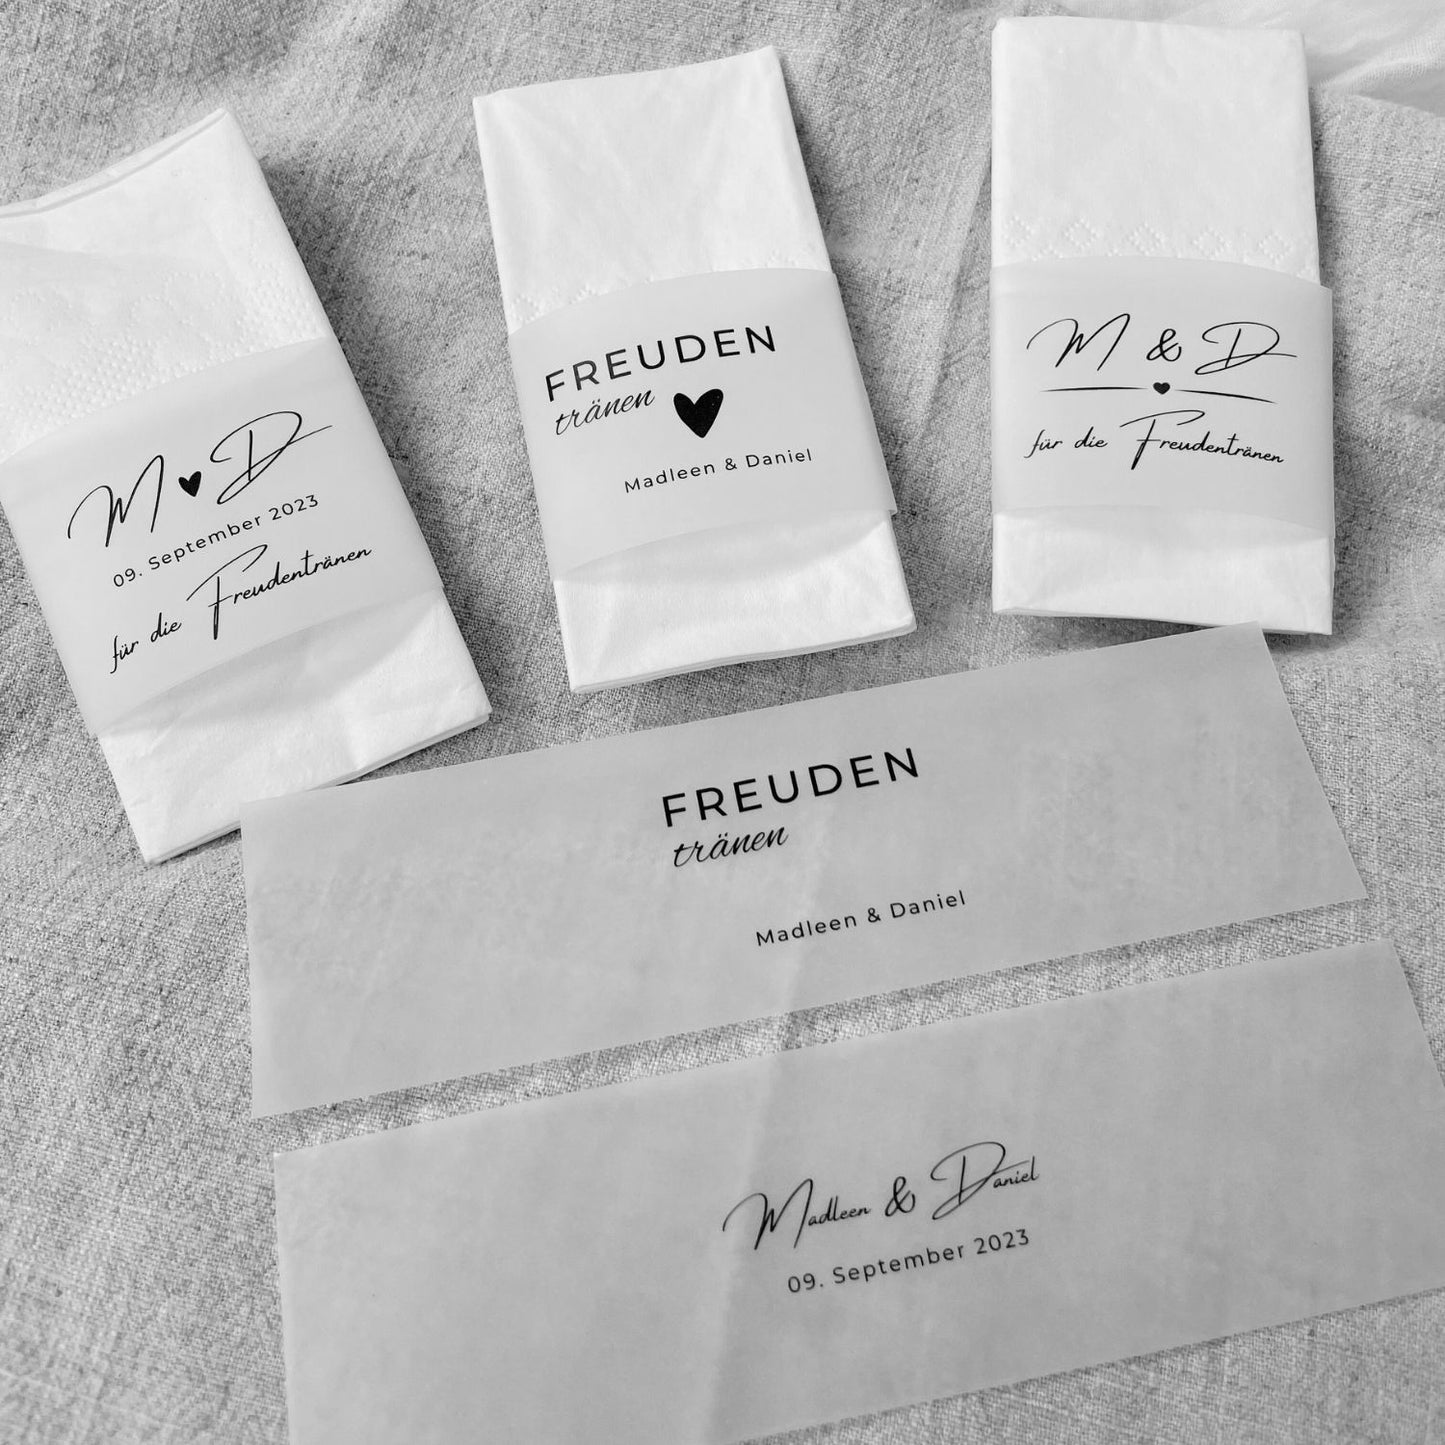 M ♥ D
09. September 2023
für die Freudentränen
FREUDEN
tränen
Madleen & Daniel
M & D
für die Freudentränen
FREUDEN
tränen
Madleen & Daniel
Madleen & Daniel
09. September 2023